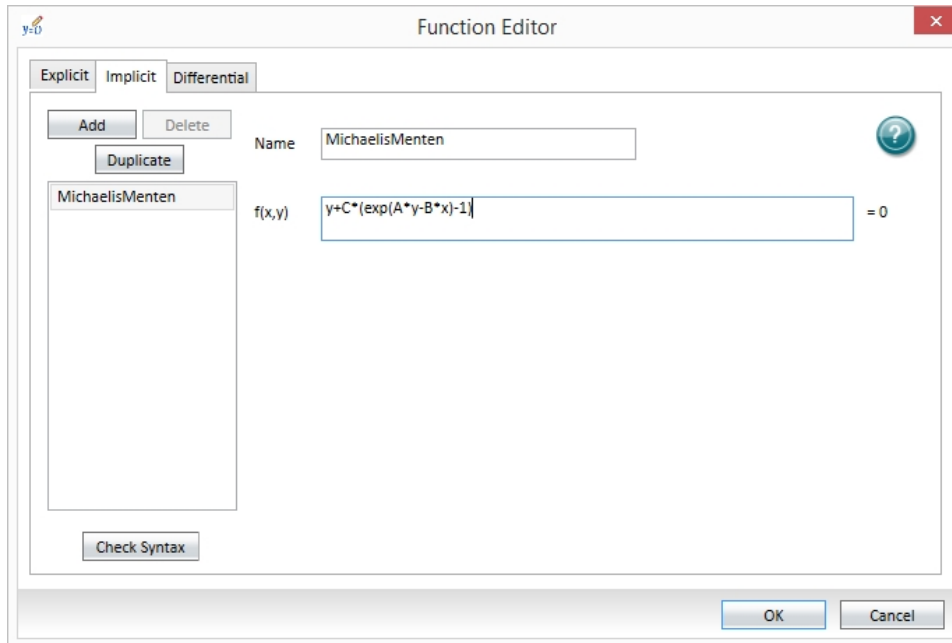 y=()
Function Editor
Explicit Implicit Differential
Add Delete
Duplicate
Name MichaelisMenten
?
MichaelisMenten
f(x,y) y+C*(exp(A*y-B*x)-1) = 0
Check Syntax
OK Cancel